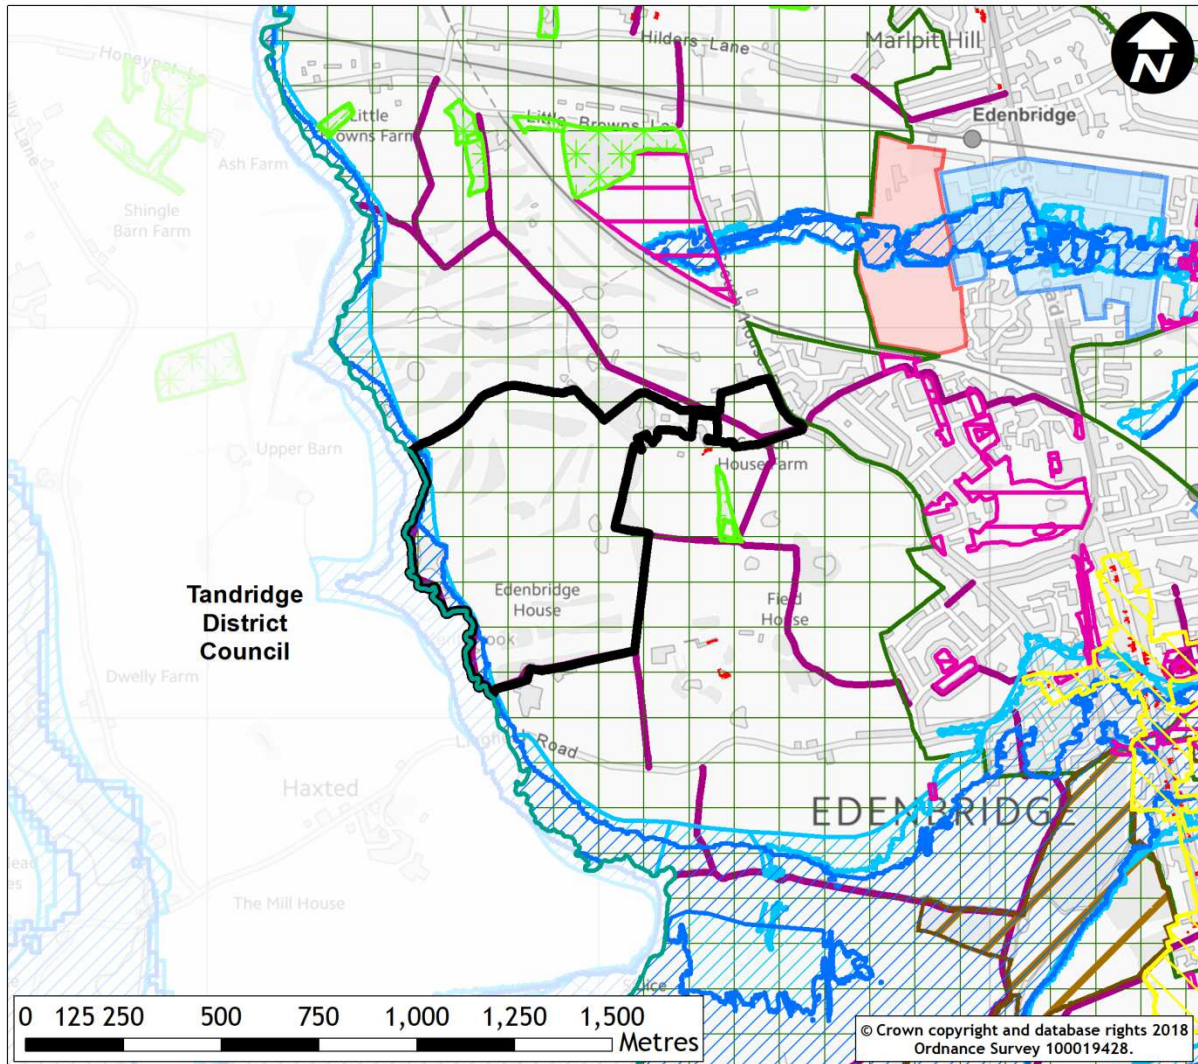 Hilders Lane
Marlpit Hill
N
Edenbridge
Little
Farm
Little Browns
Ash Farm
Shingle
Barn Farm
Upper Barn
House Farm
Tandridge
District
Council
Edenbridge
House
Field
House
Dwelly Farm
Road
Haxted
EDENBRIDGE
The Mill House
0 125 250 500 750 1,000 1,250 1,500
Metres
© Crown copyright and database rights 2018
Ordnance Survey 100019428.